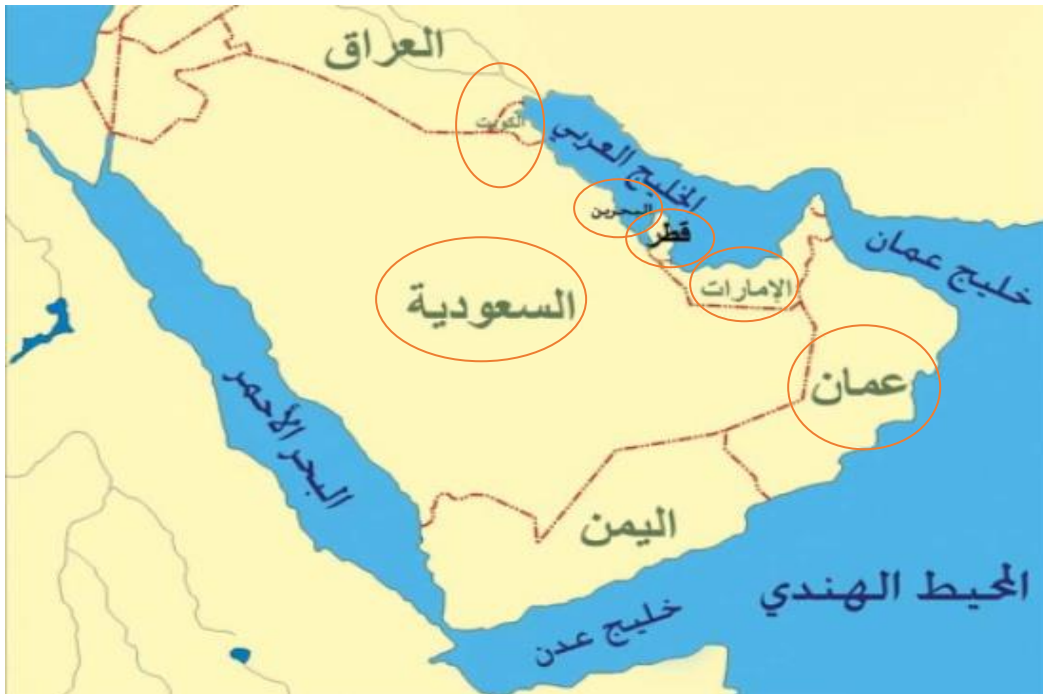 العراق
الكويت
الخليج العربي
البحرين
قطر
خليج عمان
الإمارات
السعودية
عمان
البحر الأحمر
اليمن
المحيط الهندي
خليج عدن